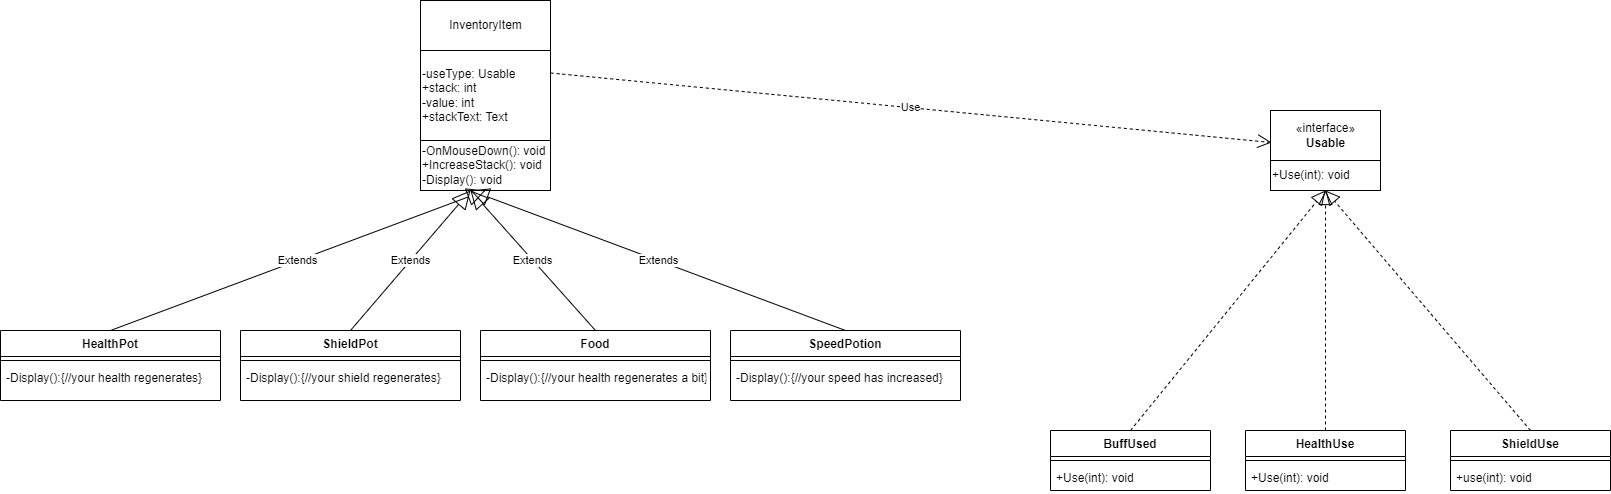 InventoryItem
-useType: Usable
+stack: int
-value: int
+stackText: Text
-OnMouseDown(): void
+IncreaseStack(): void
-Display(): void
Use
«interface»
Usable
+Use(int): void
Extends
Extends
Extends
Extends
HealthPot
-Display():{//your health regenerates}
ShieldPot
-Display():{//your shield regenerates}
Food
-Display():{//your health regenerates a bit}
SpeedPotion
-Display():{//your speed has increased}
BuffUsed
+Use(int): void
HealthUse
+Use(int): void
ShieldUse
+use(int): void